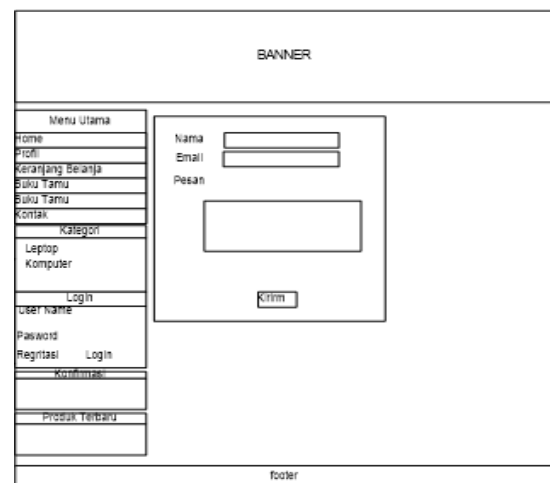 BANNER
Menu Utama
Home
Profil
Keranjang Belanja
Buku Tamu
Buku Tamu
Kontak
Kategori
Leptop
Komputer
Login
User Name
Pasword
Regritasi Login
Konfirmasi
Produk Terbaru
Nama
Email
Pesan
Kirirm
footer